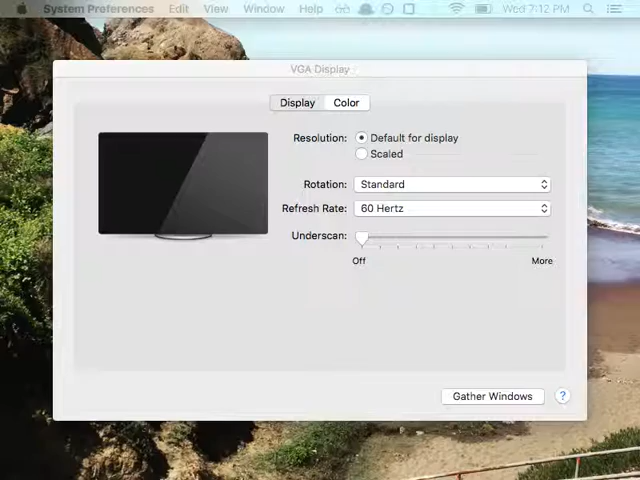 System Preferences Edit View Window Help Wed 7:12 PM
VGA Display
Display Color
Resolution: Default for display
Scaled
Rotation: Standard
Refresh Rate: 60 Hertz
Underscan:
Off More
Gather Windows ?